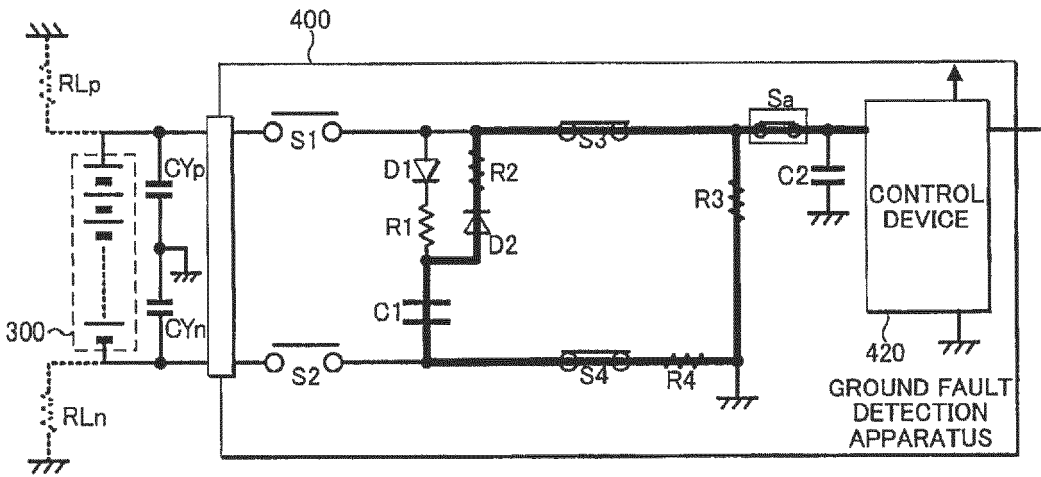 400
RLp
CYp
S1
S3
Sa
D1
R2
C2
R3
CONTROL
DEVICE
R1
D2
C1
300
CYn
S2
S4
R4
420
RLn
GROUND FAULT
DETECTION
APPARATUS